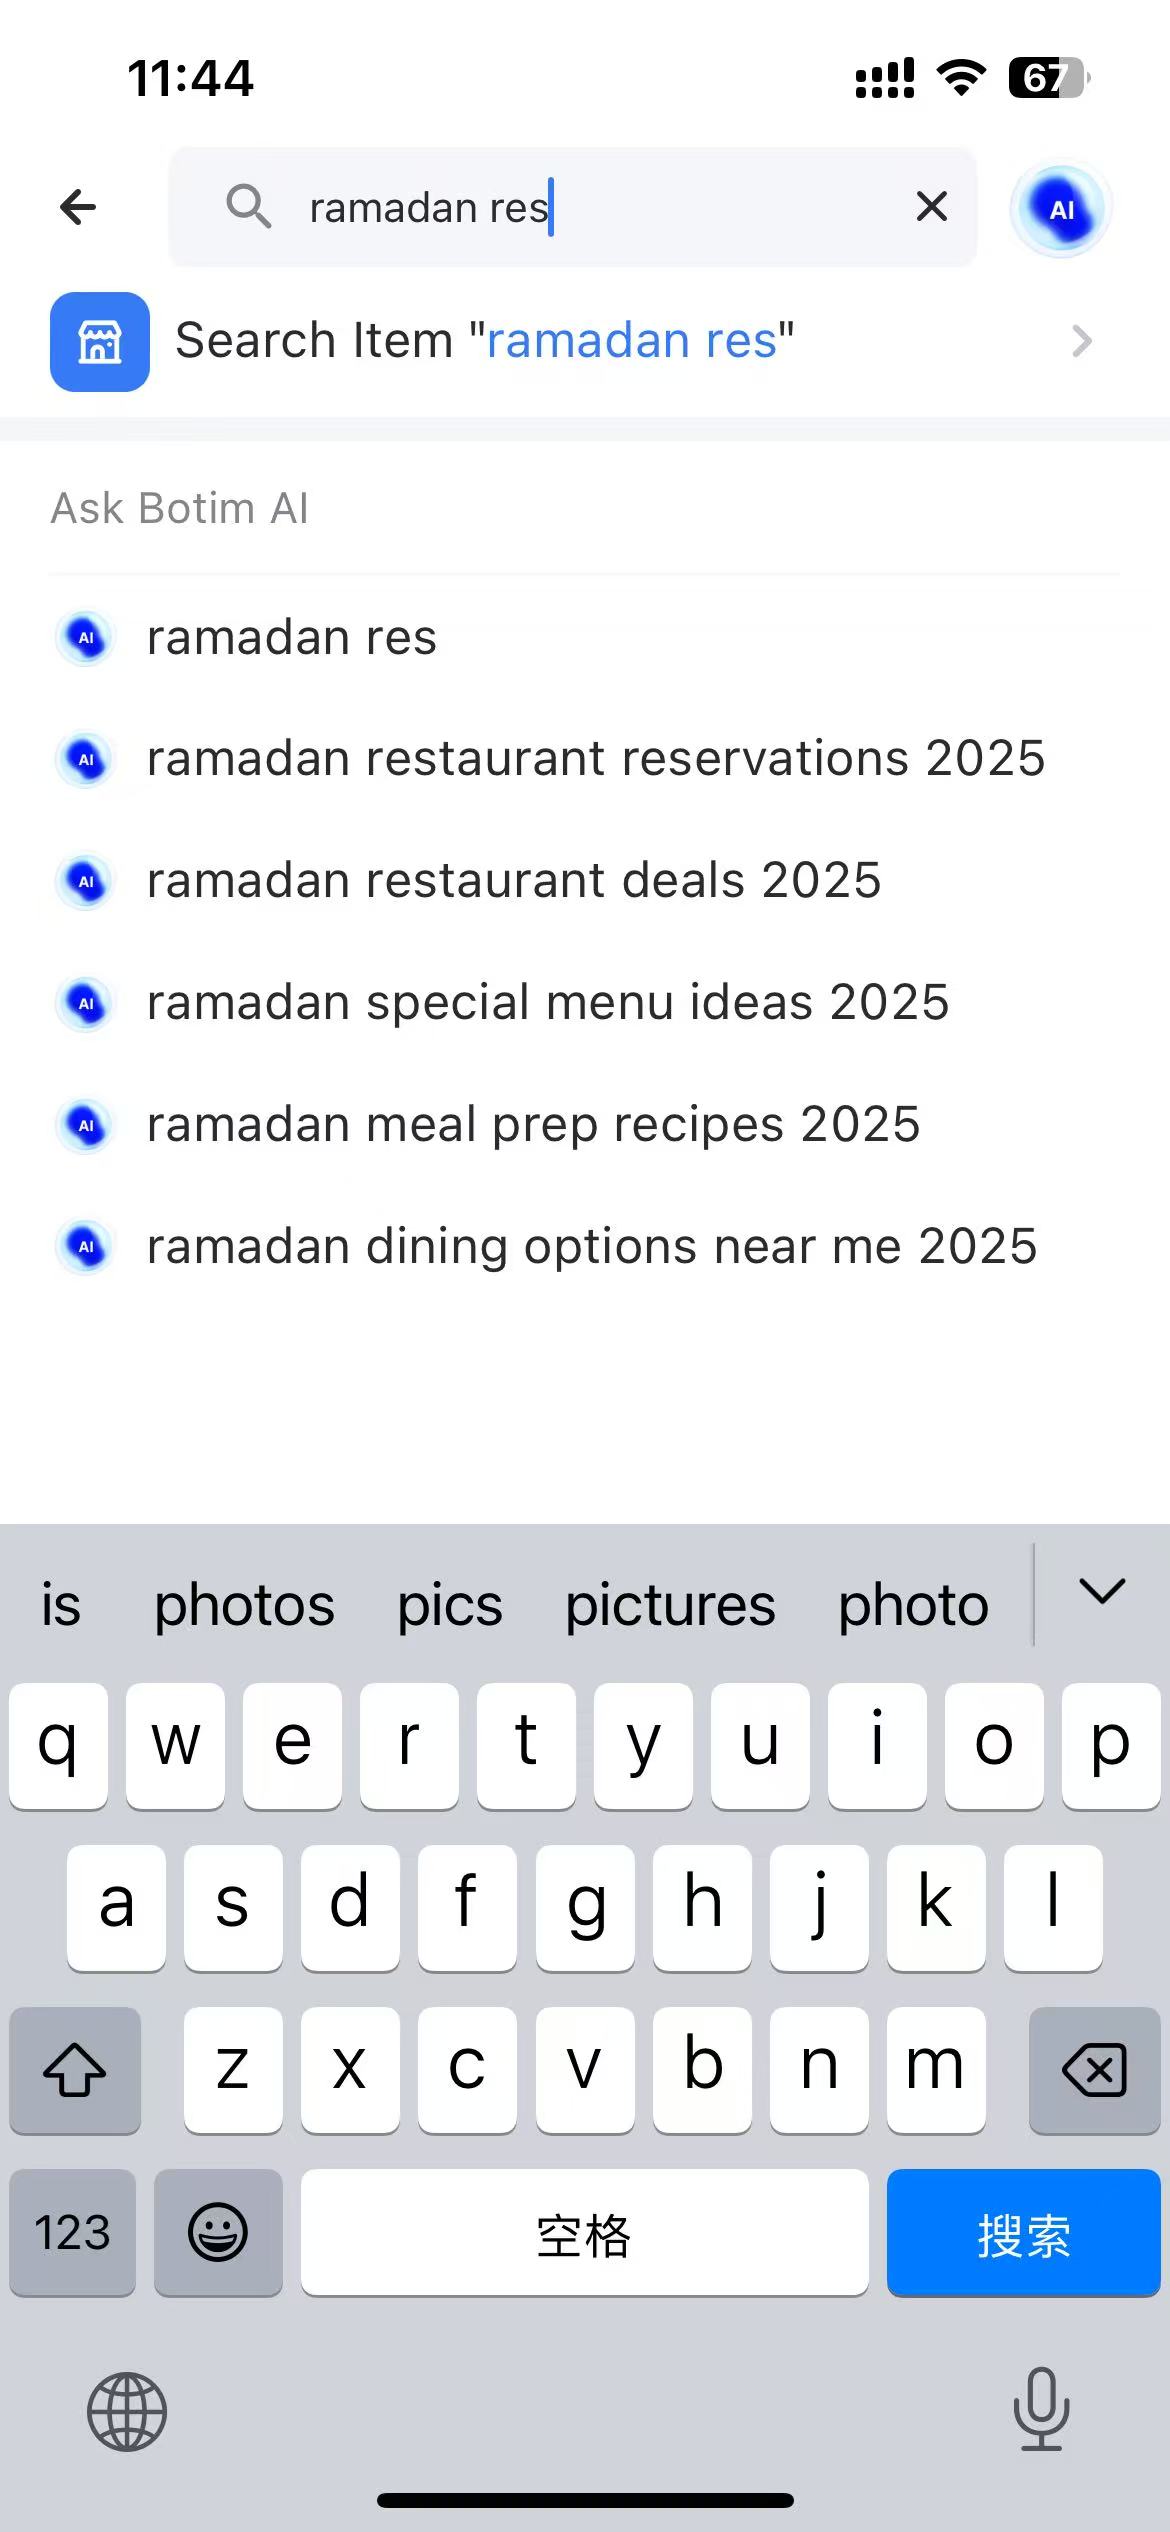 11:44
67
ramadan res
AI
Search Item "ramadan res"
Ask Botim AI
AI ramadan res
AI ramadan restaurant reservations 2025
AI ramadan restaurant deals 2025
AI ramadan special menu ideas 2025
AI ramadan meal prep recipes 2025
AI ramadan dining options near me 2025
is photos pics pictures photo
q w e r t y u i o p
a s d f g h j k l
z x c v b n m
123 空格 搜索